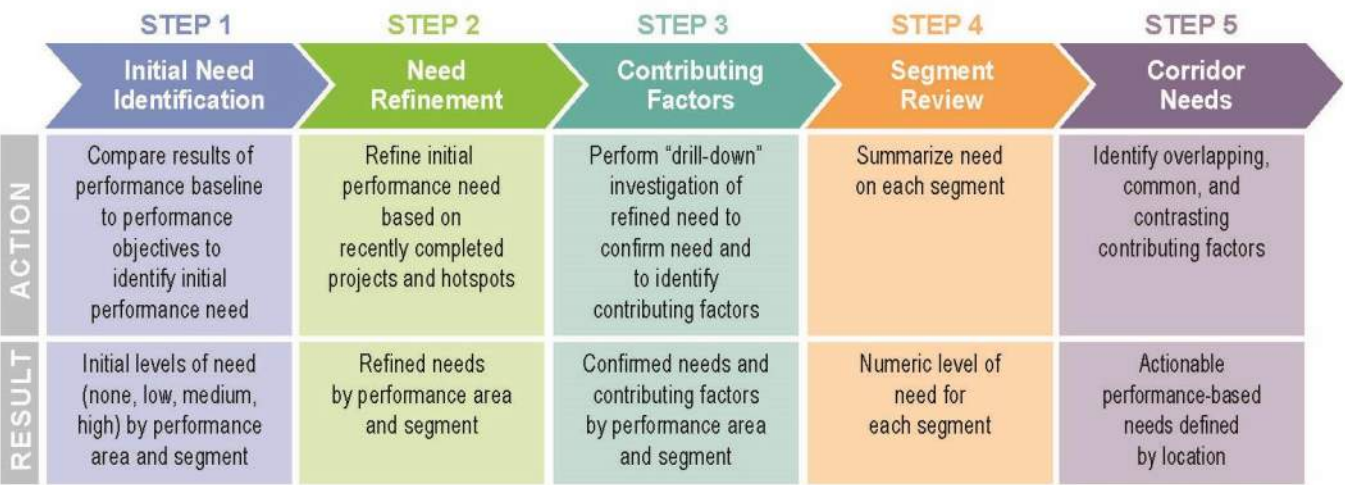 STEP 1
STEP 2
STEP 3
STEP 4
STEP 5
Initial Need
Identification
Need
Refinement
Contributing
Factors
Segment
Review
Corridor
Needs
ACTION
Compare results of
performance baseline
to performance
objectives to
identify initial
performance need
Refine initial
performance need
based on
recently completed
projects and hotspots
Perform “drill-down”
investigation of
refined need to
confirm need and
to identify
contributing factors
Summarize need
on each segment
Identify overlapping,
common, and
contrasting
contributing factors
RESULT
Initial levels of need
(none, low, medium,
high) by performance
area and segment
Refined needs
by performance area
and segment
Confirmed needs and
contributing factors
by performance area
and segment
Numeric level of
need for
each segment
Actionable
performance-based
needs defined
by location